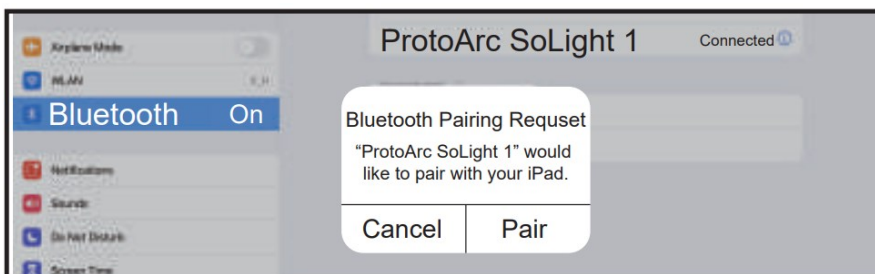 Airplane Mode
WLAN
Bluetooth On
Notifications
Sounds
Do Not Disturb
Screen Time
ProtoArc SoLight 1 Connected
Bluetooth Pairing Requset
“ProtoArc SoLight 1” would
like to pair with your iPad.
Cancel Pair